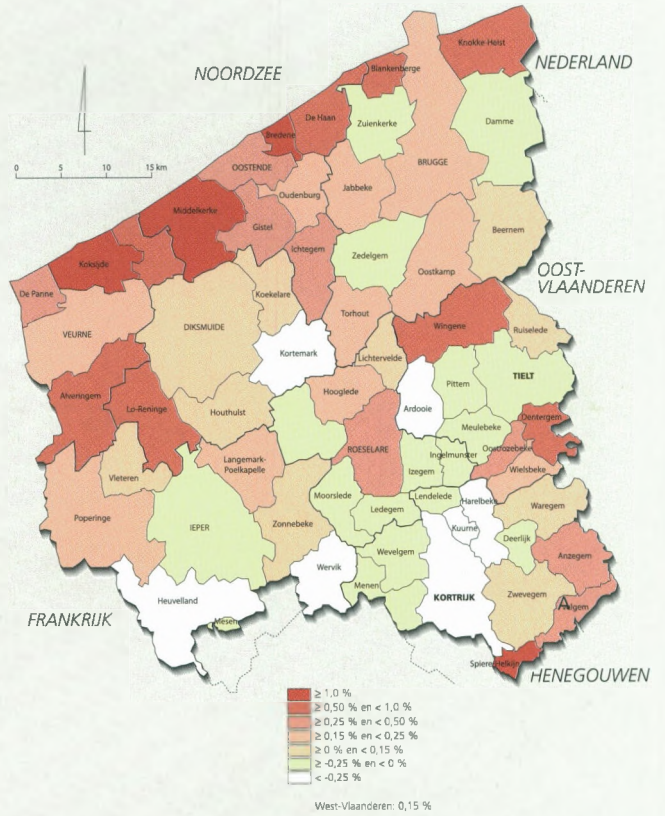 Knokke-Heist
NOORDZEE
NEDERLAND
Blankenberge
De Haan
Zuienkerke
Damme
Bredene
0 5 10 15 km
OOSTENDE
BRUGGE
Oudenburg
Jabbeke
Middelkerke
Gistel
Beernem
Ichtegem
Zedelgem
Koksijde
Oostkamp
OOST-
VLAANDEREN
De Panne
Koekelare
VEURNE
DIKSMUIDE
Torhout
Wingene
Ruiselede
Kortemark
Lichtervelde
Alveringem
Lo-Reninge
Hooglede
Pittem
TIELT
Houthulst
Ardooie
Dentergem
Meulebeke
ROESELARE
Oostrozebeke
Ingelmunster
Langemark-
Poelkapelle
Izegem
Wielsbeke
Vleteren
Moorslede
Lendelede
Harelbeke
Waregem
Poperinge
IEPER
Zonnebeke
Ledegem
Kuurne
Deerlijk
Wevelgem
Anzegem
Wervik
Menen
KORTRIJK
Zwevegem
Heuvelland
FRANKRIJK
Mesen
Spiere-Helkijn
HENEGOUWEN
≥ 1,0 %
≥ 0,50 % en < 1,0 %
≥ 0,25 % en < 0,50 %
≥ 0,15 % en < 0,25 %
≥ 0 % en < 0,15 %
≥ -0,25 % en < 0 %
< -0,25 %
West-Vlaanderen: 0,15 %